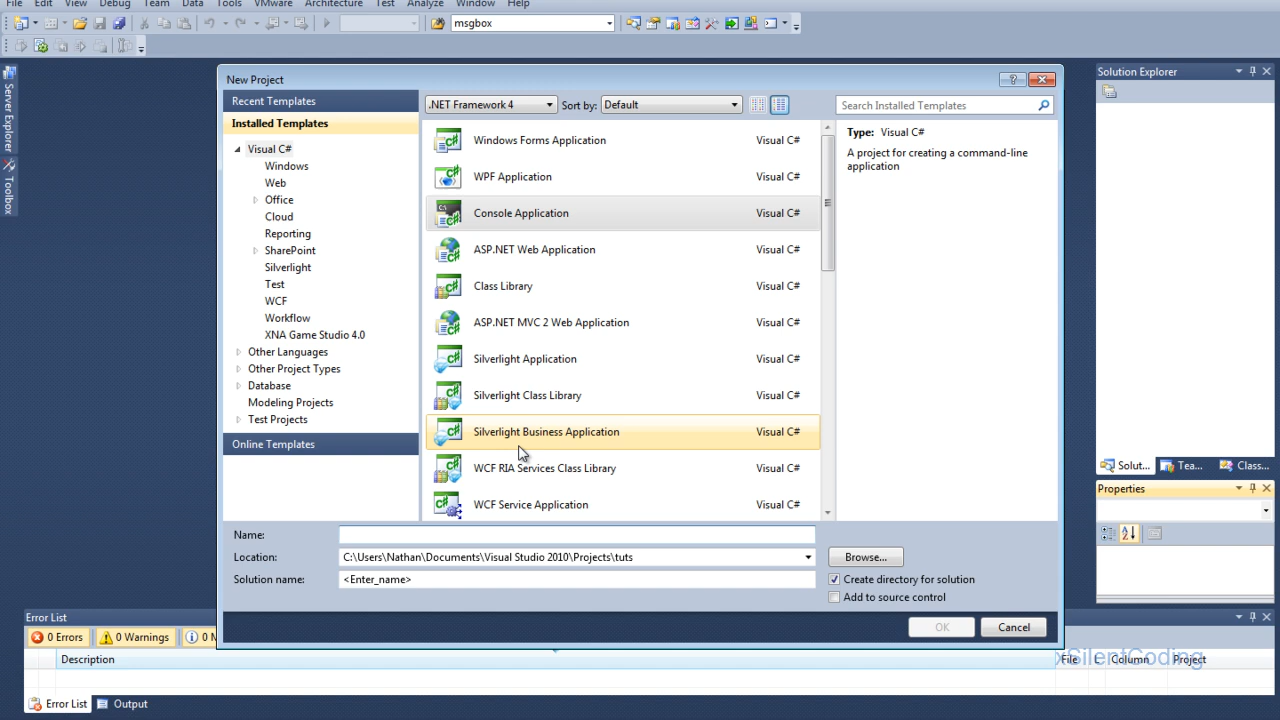 File Edit View Debug Team Data Tools VMware Architecture Test Analyze Window Help
msgbox
Server Explorer
Toolbox
New Project
Recent Templates
Installed Templates
Visual C#
Windows
Web
Office
Cloud
Reporting
SharePoint
Silverlight
Test
WCF
Workflow
XNA Game Studio 4.0
Other Languages
Other Project Types
Database
Modeling Projects
Test Projects
Online Templates
.NET Framework 4 Sort by: Default
Search Installed Templates
Windows Forms Application Visual C#
WPF Application Visual C#
Console Application Visual C#
ASP.NET Web Application Visual C#
Class Library Visual C#
ASP.NET MVC 2 Web Application Visual C#
Silverlight Application Visual C#
Silverlight Class Library Visual C#
Silverlight Business Application Visual C#
WCF RIA Services Class Library Visual C#
WCF Service Application Visual C#
Type: Visual C#
A project for creating a command-line
application
Name:
Location: C:\Users\Nathan\Documents\Visual Studio 2010\Projects\tuts Browse...
Solution name: <Enter_name> Create directory for solution
Add to source control
OK Cancel
Solution Explorer
Solut... Tea... Class...
Properties
Error List
0 Errors 0 Warnings 0 M
Description File L Column Project
xSilentCoding
Error List Output